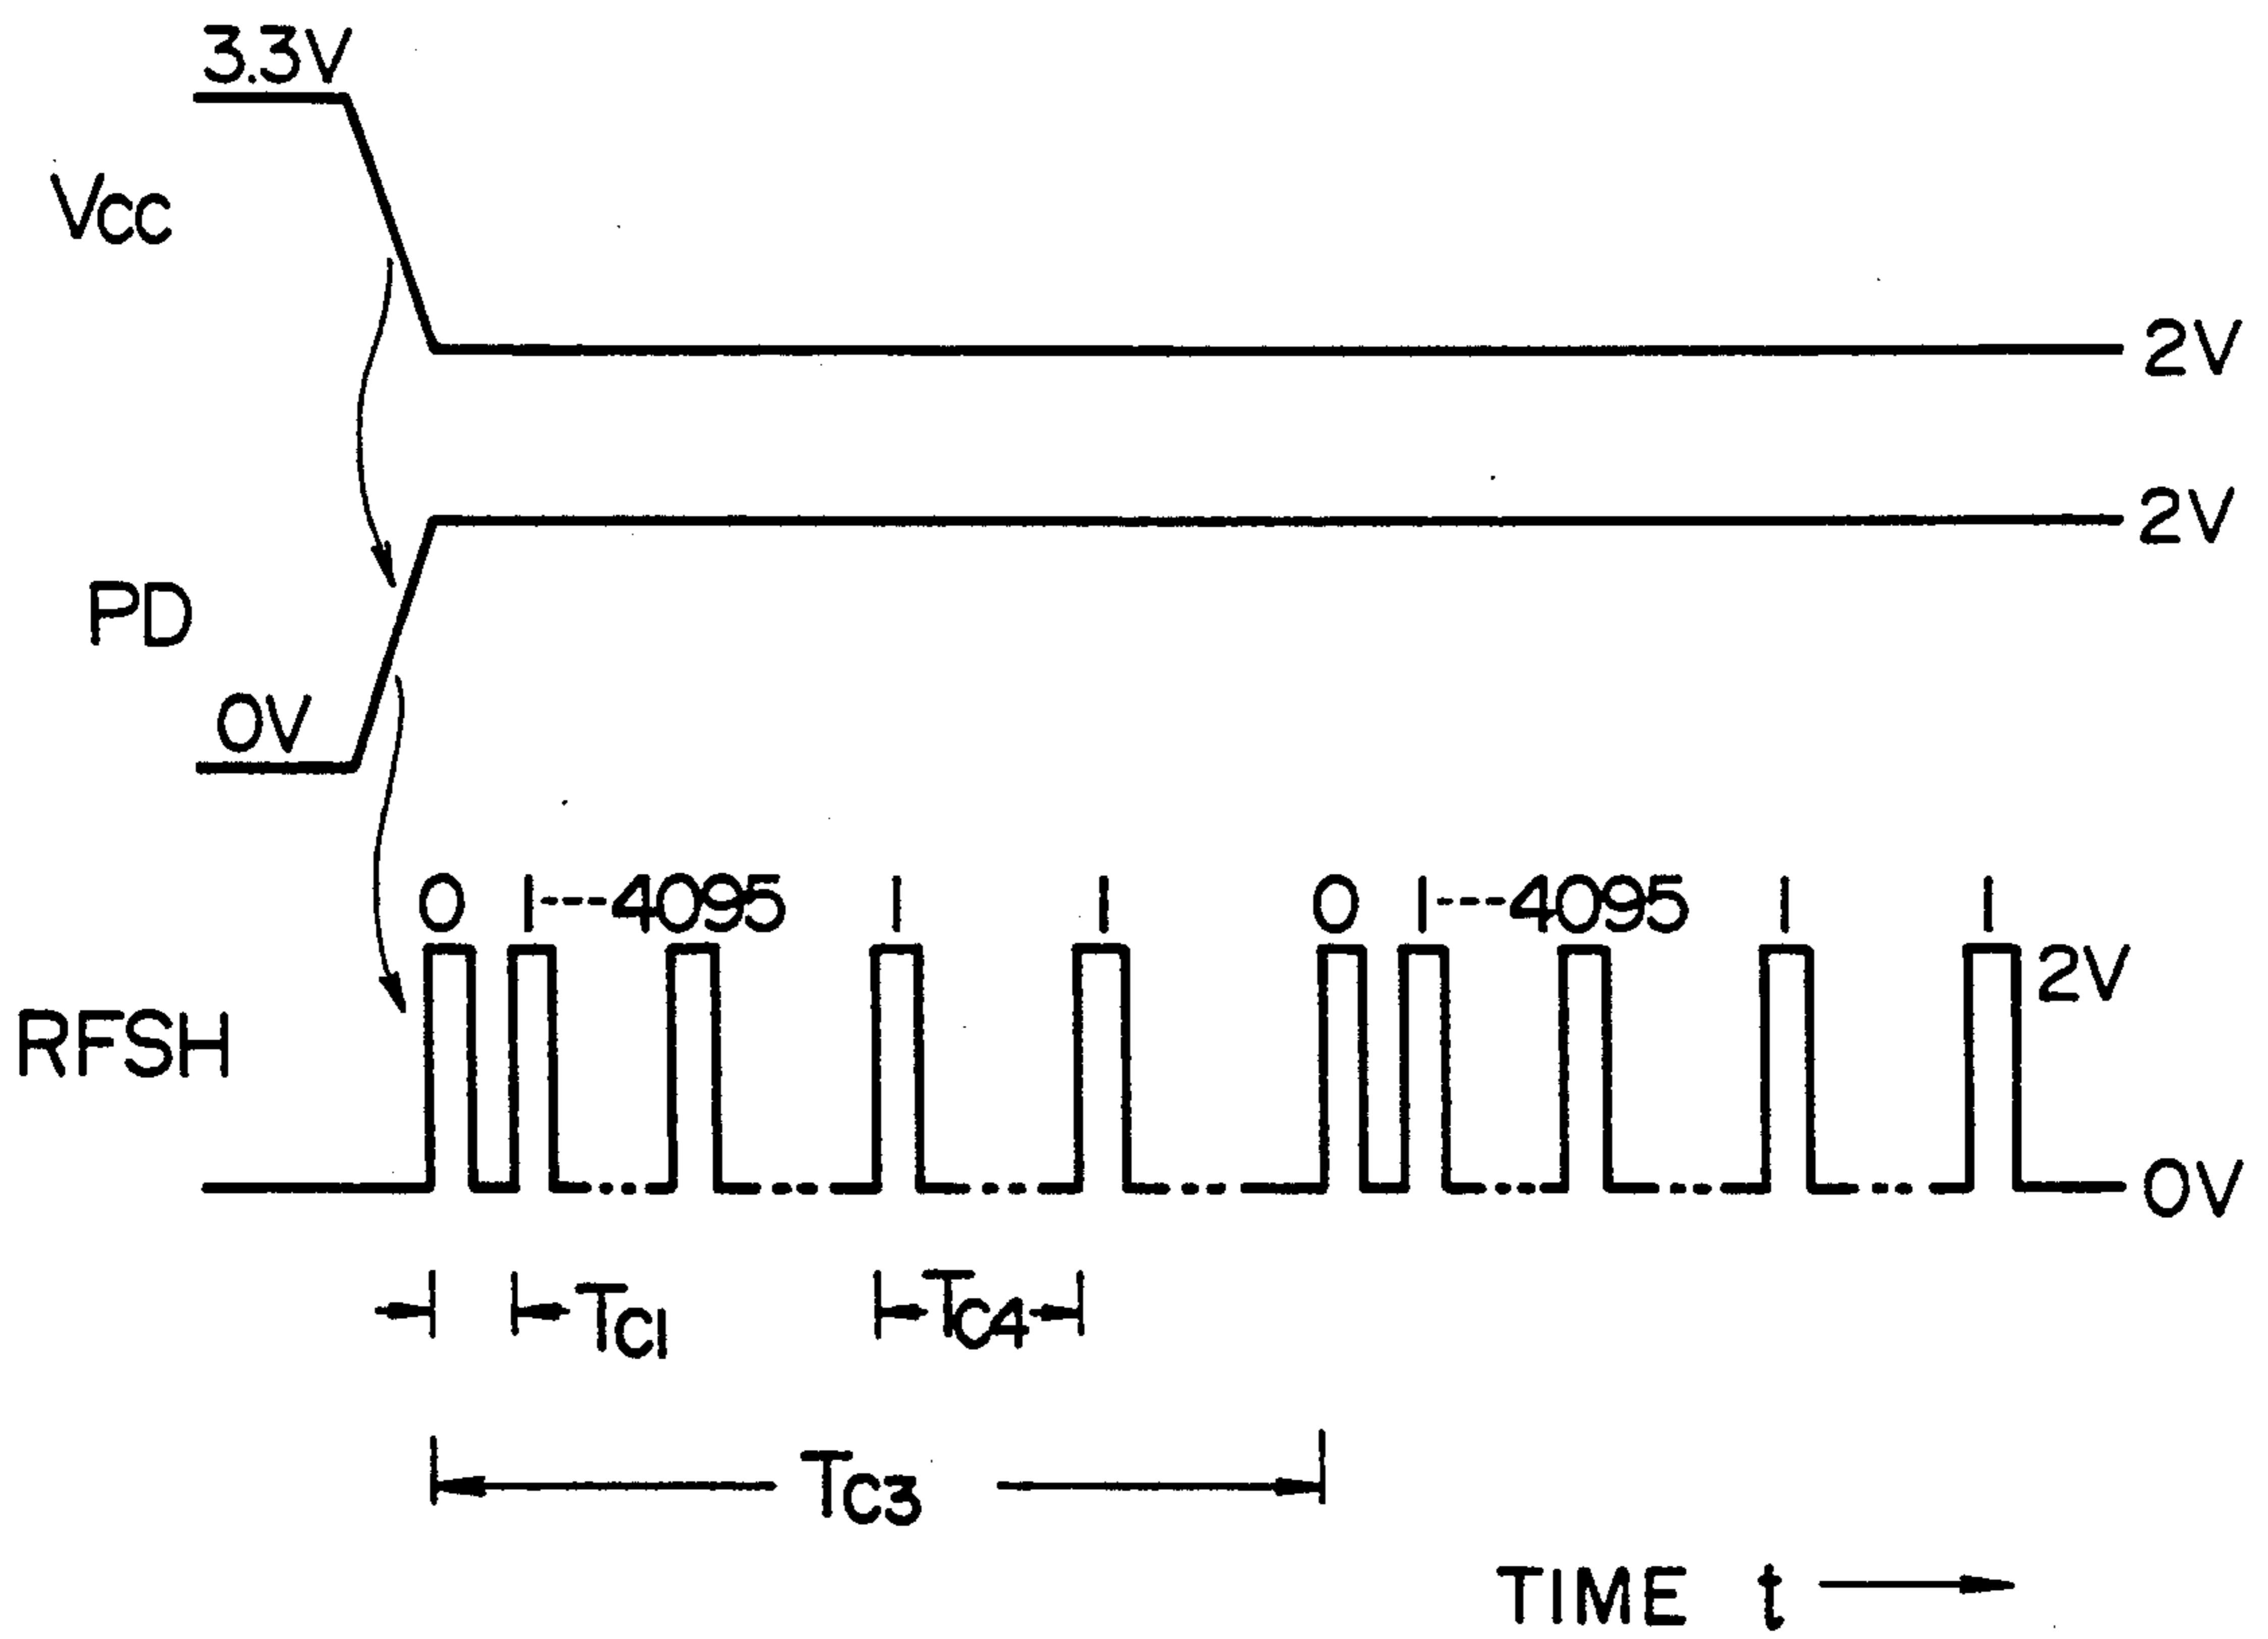 3.3V
Vcc
2V
2V
PD
0V
0 1---4095 1 1 0 1---4095 1 1
2V
RFSH
0V
TC1 TC4
TC3
TIME t